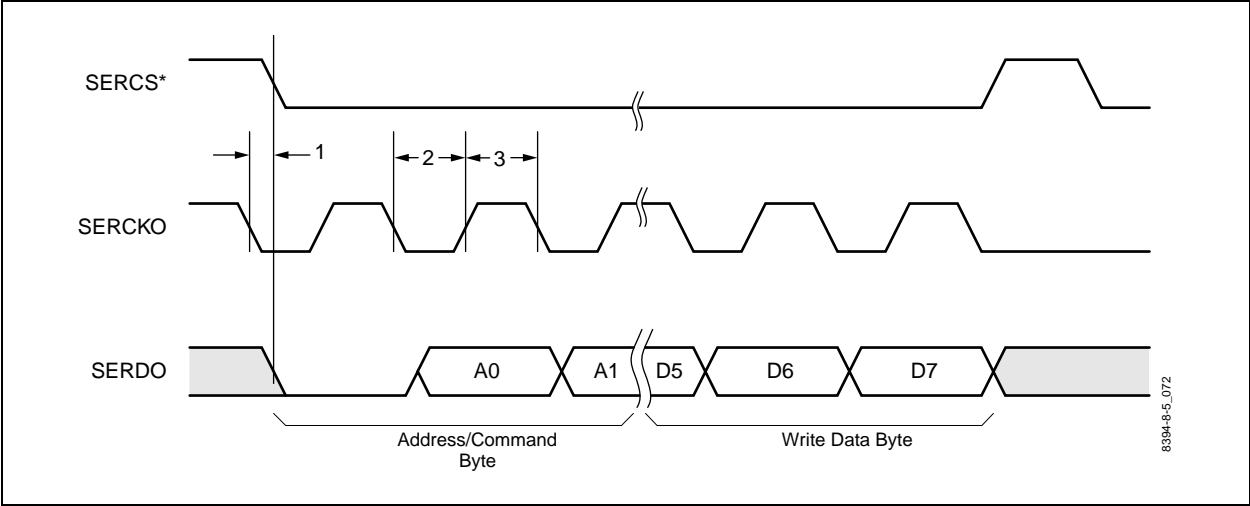 SERCS*
1
2
3
SERCKO
SERDO
A0
A1
D5
D6
D7
Address/Command
Byte
Write Data Byte
8394-8-5_072